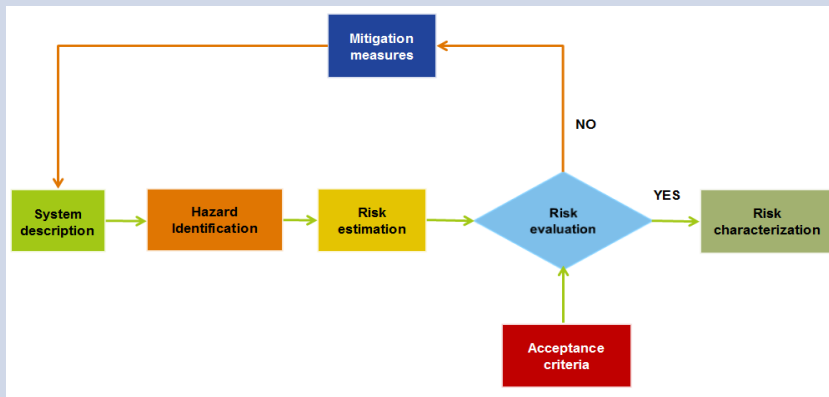 Mitigation
measures
NO
YES
System
description
Hazard
Identification
Risk
estimation
Risk
evaluation
Risk
characterization
Acceptance
criteria